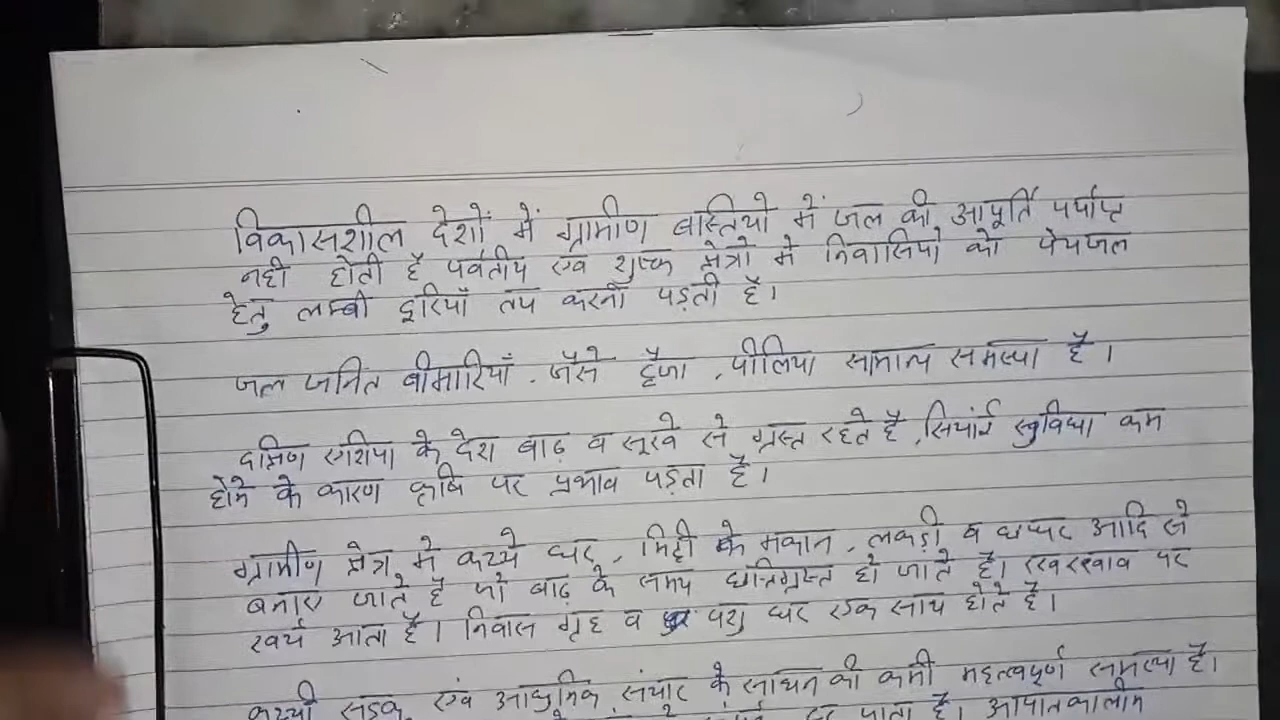 विकासशील देशों में ग्रामीण बस्तियो में जल की आपूर्ति पर्याप्त
नही होती है पर्वतीय एव शुष्क क्षेत्रो मे निवासियो को पेयजल
हेतु लम्बी दूरियाँ तय करनी पड़ती है।
जल जनित बीमारियाँ, जैसे हैजा, पीलिया सामान्य समस्या है।
दक्षिण एशिया के देश बाढ़ व सूखे से ग्रस्त रहते है, सिंचाई सुविधा कम
होने के कारण कृषि पर प्रभाव पड़ता है।
ग्रामीण क्षेत्र मे कच्चे घर, मिट्टी के मकान, लकड़ी व छप्पर आदि से
बनाए जाते है जो बाढ़ के समय क्षतिग्रस्त हो जाते है। रखरखाव पर
खर्च आता है। निवास गृह व पशु घर एक साथ होते है।
कच्ची सड़क एवं आधुनिक संचार के साधन की कमी महत्वपूर्ण समस्या है।
पाता है। आपातकालीन